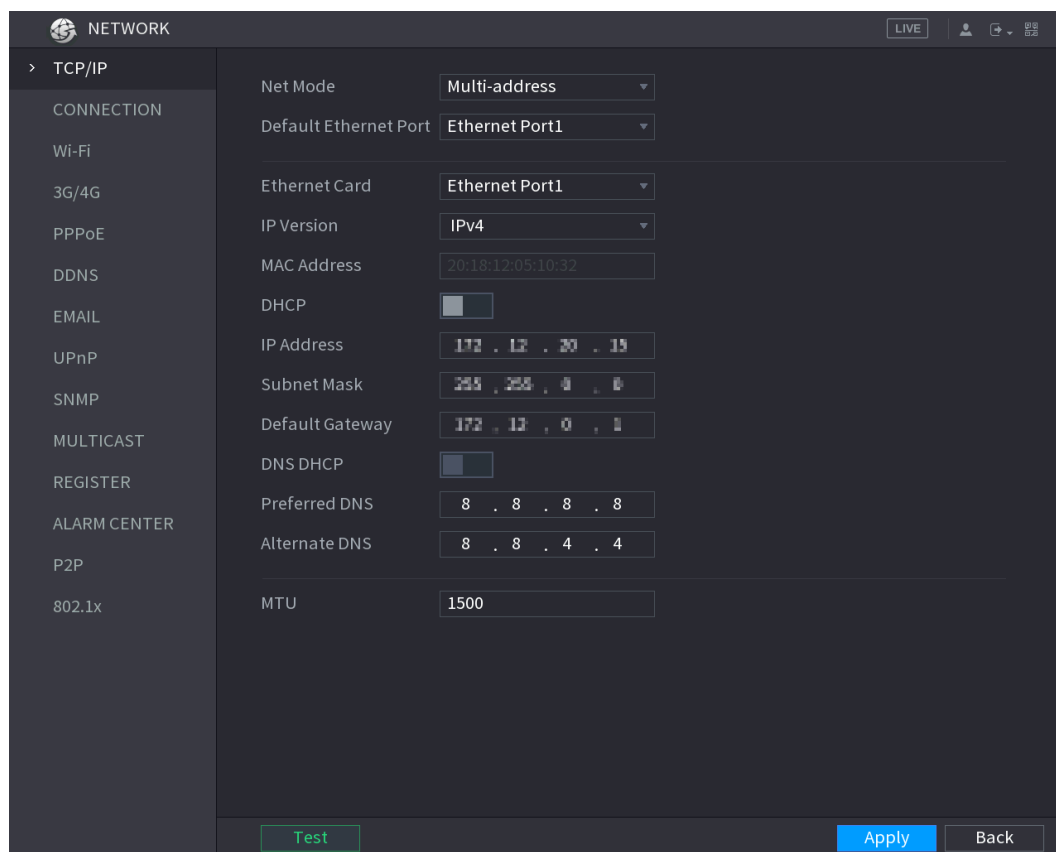 NETWORK
LIVE
TCP/IP
CONNECTION
Wi-Fi
3G/4G
PPPoE
DDNS
EMAIL
UPnP
SNMP
MULTICAST
REGISTER
ALARM CENTER
P2P
802.1x
Net Mode Multi-address
Default Ethernet Port Ethernet Port1
Ethernet Card Ethernet Port1
IP Version IPv4
MAC Address 20:18:12:05:10:32
DHCP
IP Address
Subnet Mask
Default Gateway
DNS DHCP
Preferred DNS 8 . 8 . 8 . 8
Alternate DNS 8 . 8 . 4 . 4
MTU 1500
Test Apply Back